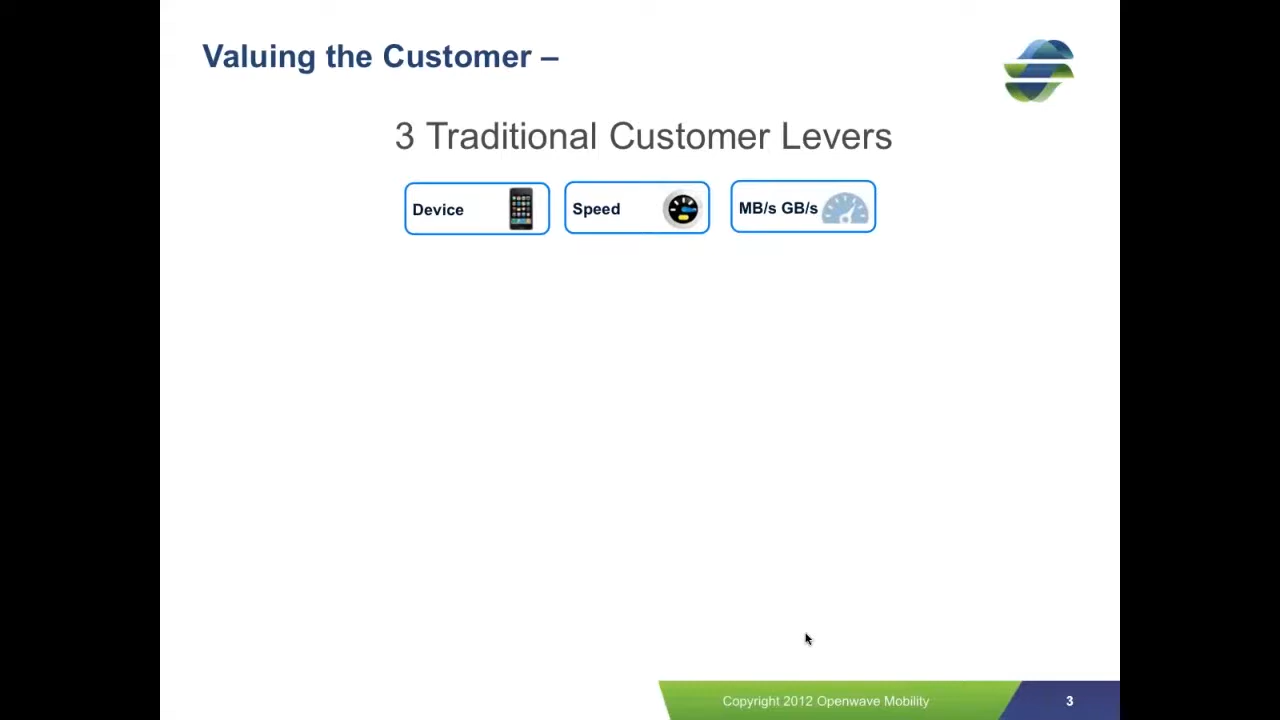 Valuing the Customer –
3 Traditional Customer Levers
Device
Speed
MB/s GB/s
Copyright 2012 Openwave Mobility
3